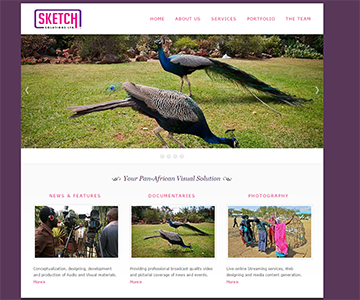 SKETCH
SOLUTIONS LTD
HOME ABOUT US SERVICES PORTFOLIO THE TEAM
Your Pan-African Visual Solution
NEWS & FEATURES
DOCUMENTARIES
PHOTOGRAPHY
Conceptualization, designing, development
and production of Audio and Visual materials.
More
Providing professional broadcast quality video
and pictorial coverage of news and events.
More
Live online streaming services, Web
designing and media content generation.
More